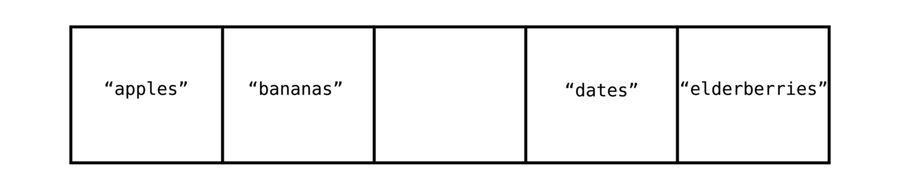 “apples” “bananas” “dates” “elderberries”